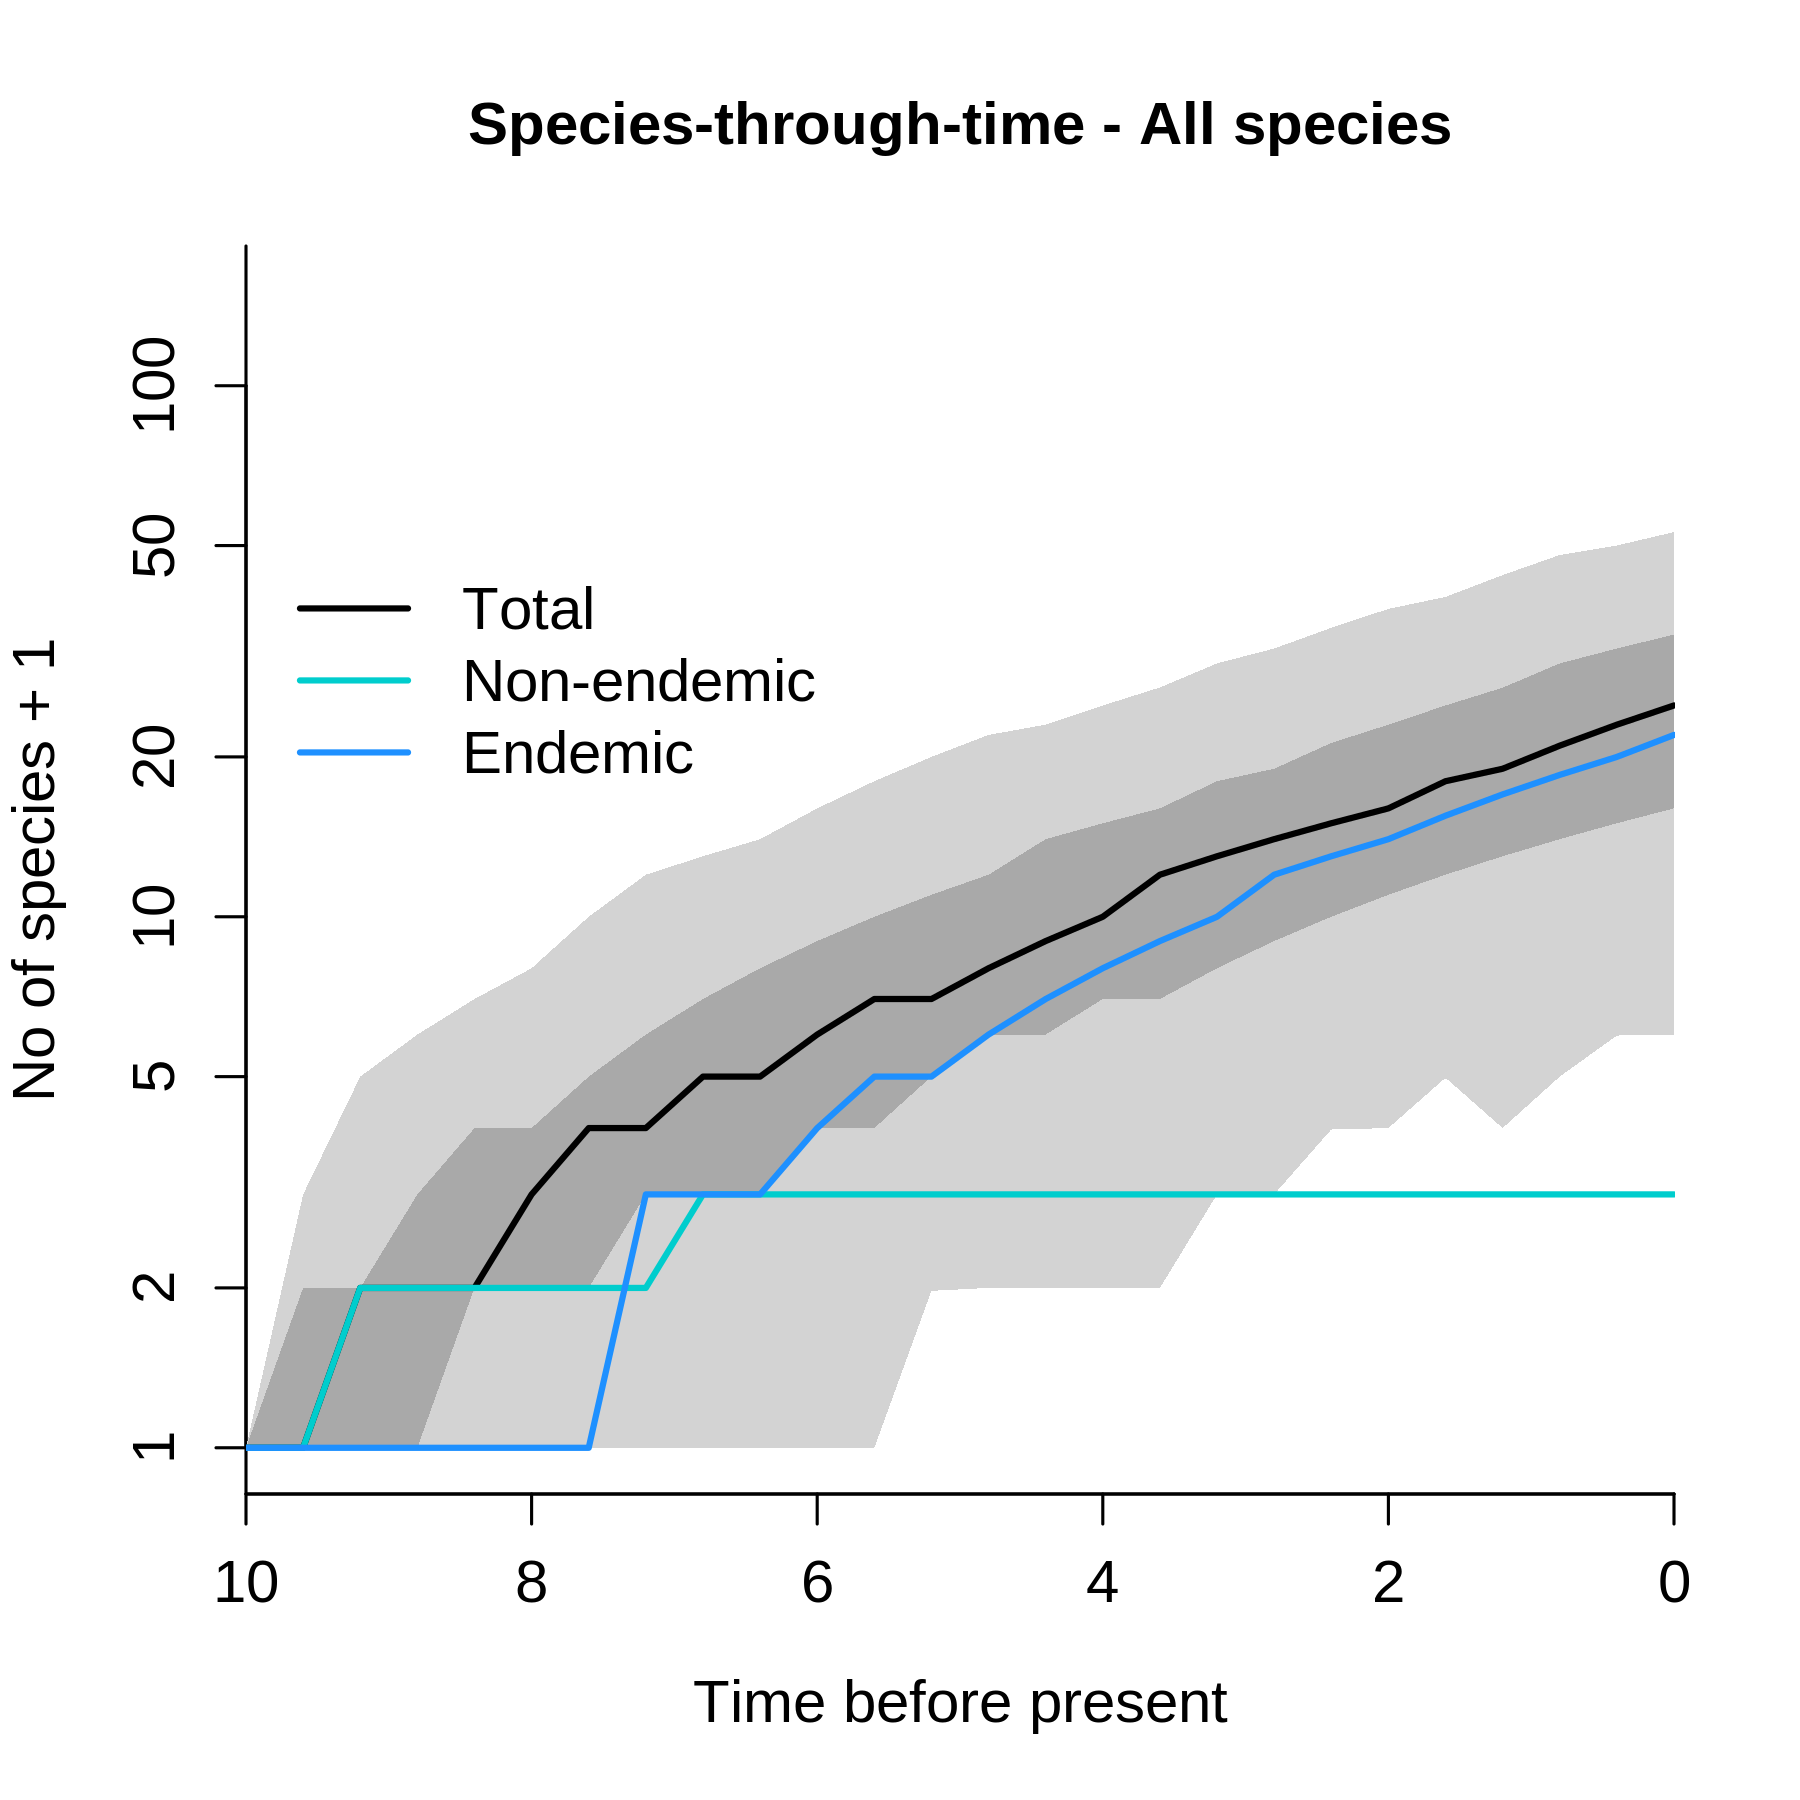 Species-through-time - All species
No of species + 1
100
50
20
10
5
2
1
Total
Non-endemic
Endemic
10 8 6 4 2 0
Time before present